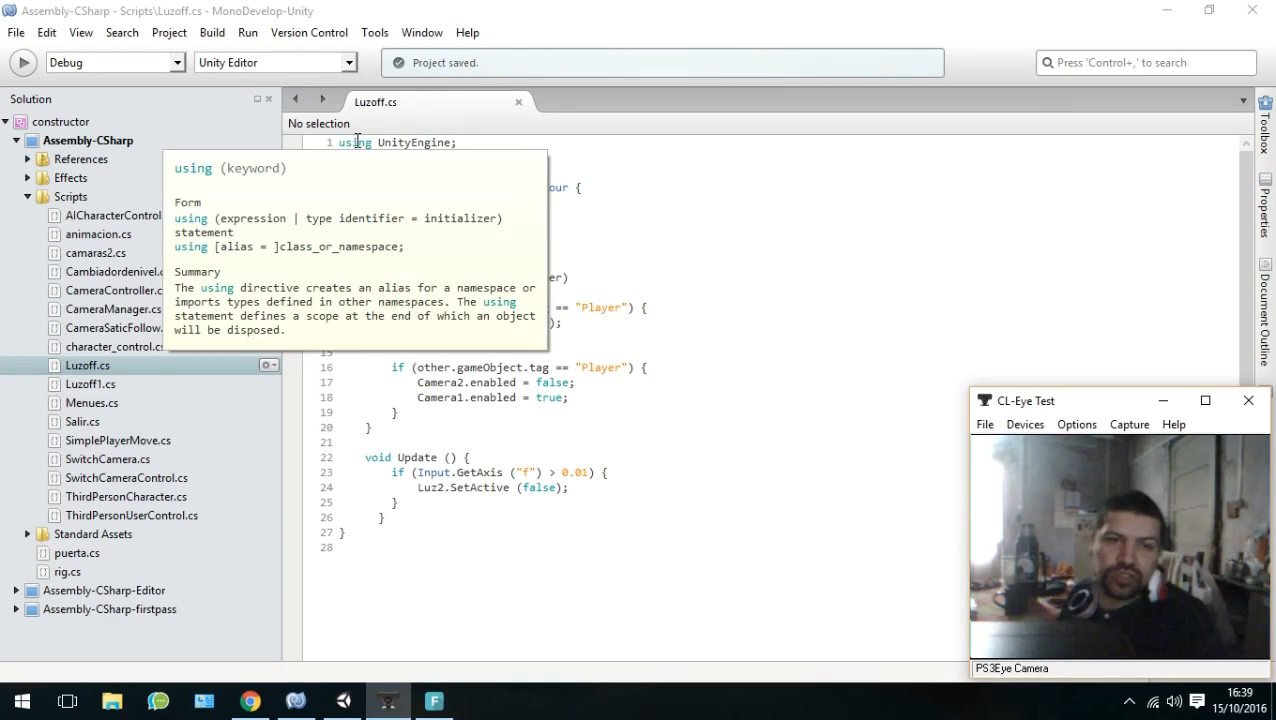 Assembly-CSharp - Scripts\Luzoff.cs - MonoDevelop-Unity
File Edit View Search Project Build Run Version Control Tools Window Help
Debug Unity Editor Project saved. Press 'Control+,' to search
Solution
Luzoff.cs
No selection
constructor
Assembly-CSharp
References
Effects
Scripts
AICharacterControl
animacion.cs
camaras2.cs
Cambiadordenivel.c
CameraController.c
CameraManager.cs
CameraSaticFollow.
character_control.cs
Luzoff.cs
Luzoff1.cs
Menues.cs
Salir.cs
SimplePlayerMove.cs
SwitchCamera.cs
SwitchCameraControl.cs
ThirdPersonCharacter.cs
ThirdPersonUserControl.cs
Standard Assets
puerta.cs
rig.cs
Assembly-CSharp-Editor
Assembly-CSharp-firstpass
1 using UnityEngine;
using (keyword)
Form
using (expression | type identifier = initializer)
statement
using [alias = ]class_or_namespace;
Summary
The using directive creates an alias for a namespace or
imports types defined in other namespaces. The using
statement defines a scope at the end of which an object
will be disposed.
our {
er)
== "Player") {
);
15
16 if (other.gameObject.tag == "Player") {
17 Camera2.enabled = false;
18 Camera1.enabled = true;
19 }
20 }
21
22 void Update () {
23 if (Input.GetAxis ("f") > 0.01) {
24 Luz2.SetActive (false);
25 }
26 }
27 }
28
Toolbox
Properties
Document Outline
CL-Eye Test
File Devices Options Capture Help
PS3Eye Camera
16:39
15/10/2016